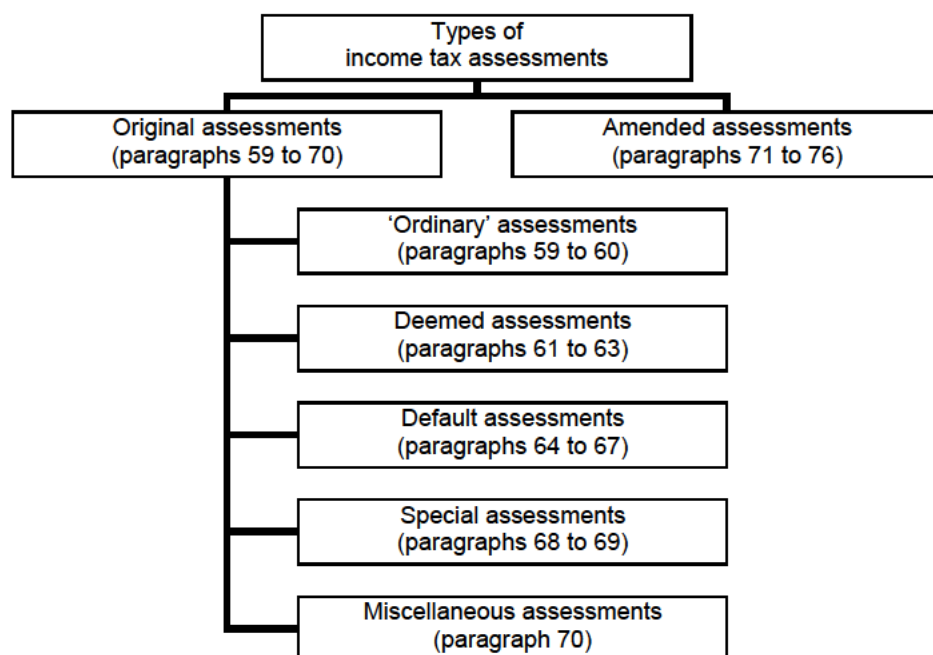 Types of
income tax assessments
Original assessments
(paragraphs 59 to 70)
Amended assessments
(paragraphs 71 to 76)
‘Ordinary’ assessments
(paragraphs 59 to 60)
Deemed assessments
(paragraphs 61 to 63)
Default assessments
(paragraphs 64 to 67)
Special assessments
(paragraphs 68 to 69)
Miscellaneous assessments
(paragraph 70)